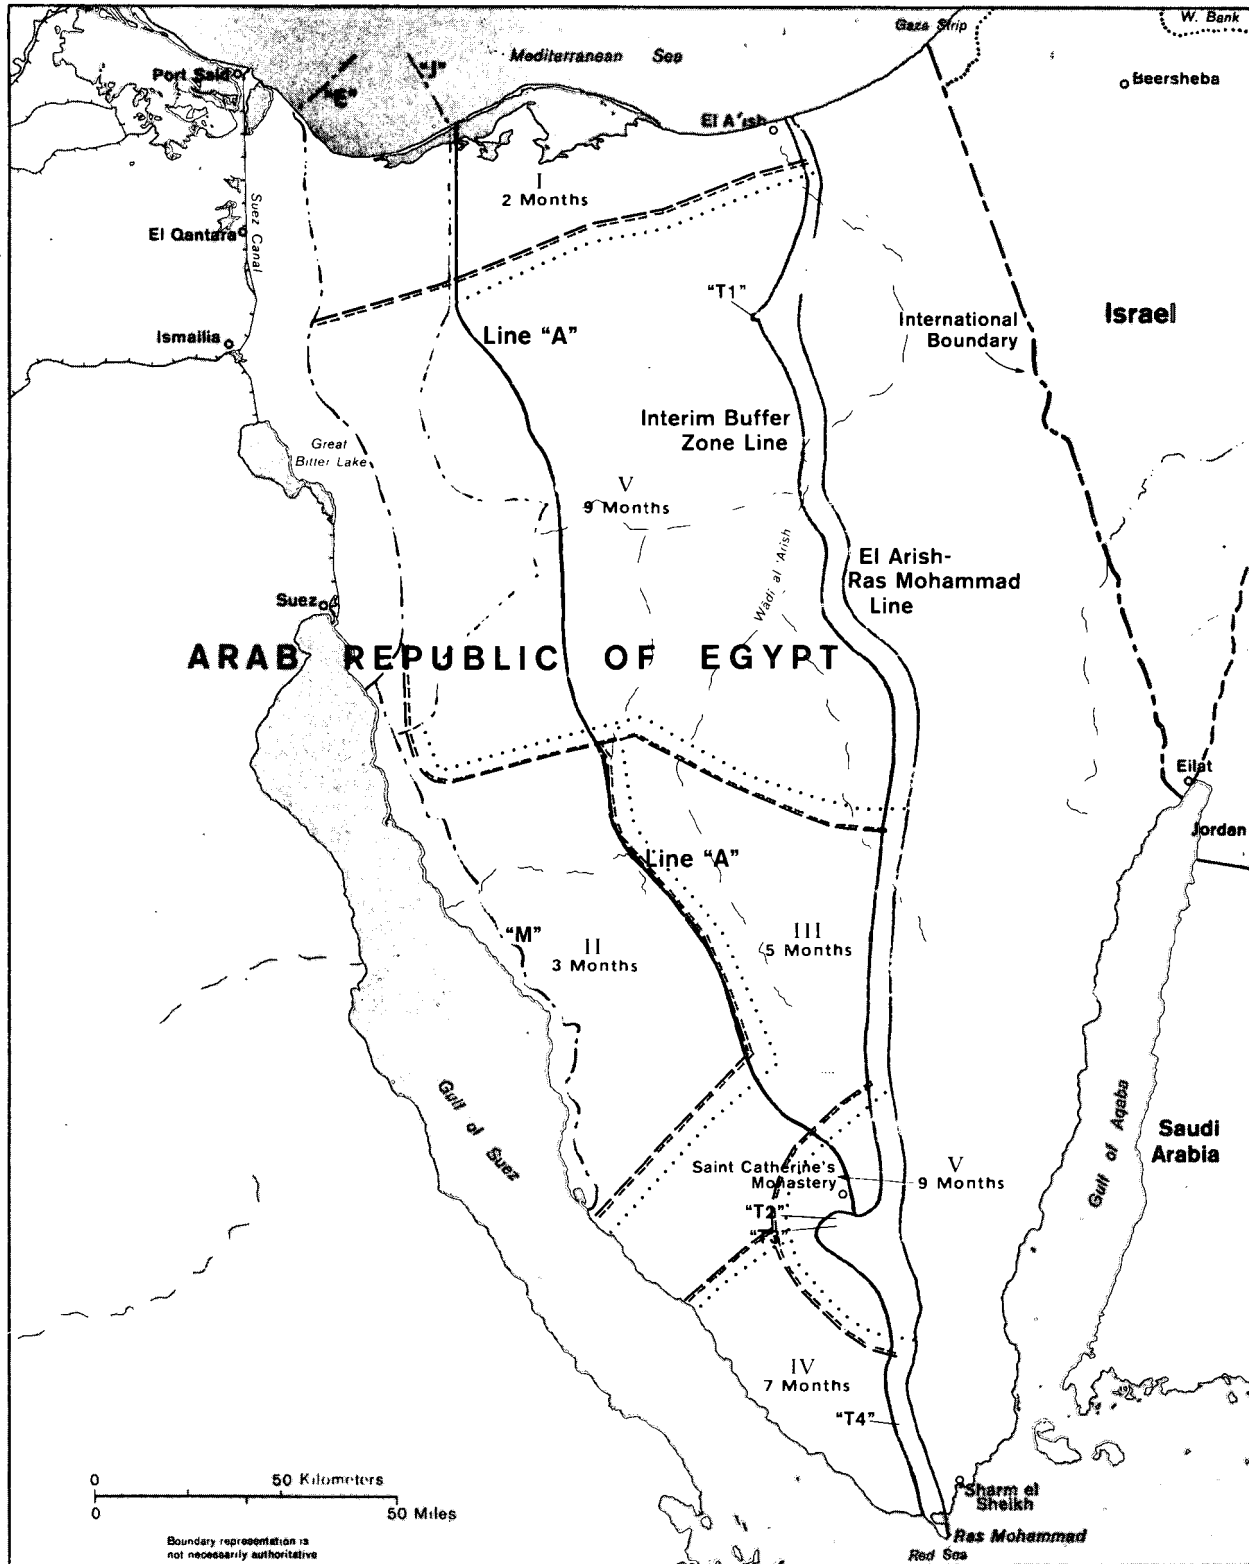 Gaza Strip
W. Bank
Mediterranean Sea
Port Said
"E"
"J"
Beersheba
El A'ish
I
2 Months
Suez Canal
El Qantara
"T1"
Israel
International
Boundary
Line "A"
Ismailia
Interim Buffer
Zone Line
Great
Bitter Lake
V
9 Months
Wadi al 'Arish
El Arish-
Ras Mohammad
Line
Suez
ARAB REPUBLIC OF EGYPT
Eilat
Jordan
Line "A"
"M"
II
3 Months
III
5 Months
Gulf of Suez
Gulf of Aqaba
Saudi
Arabia
Saint Catherine's
Monastery
V
9 Months
"T2"
IV
7 Months
"T4"
0 50 Kilometers
0 50 Miles
Sharm el
Sheikh
Ras Mohammad
Red Sea
Boundary representation is
not necessarily authoritative